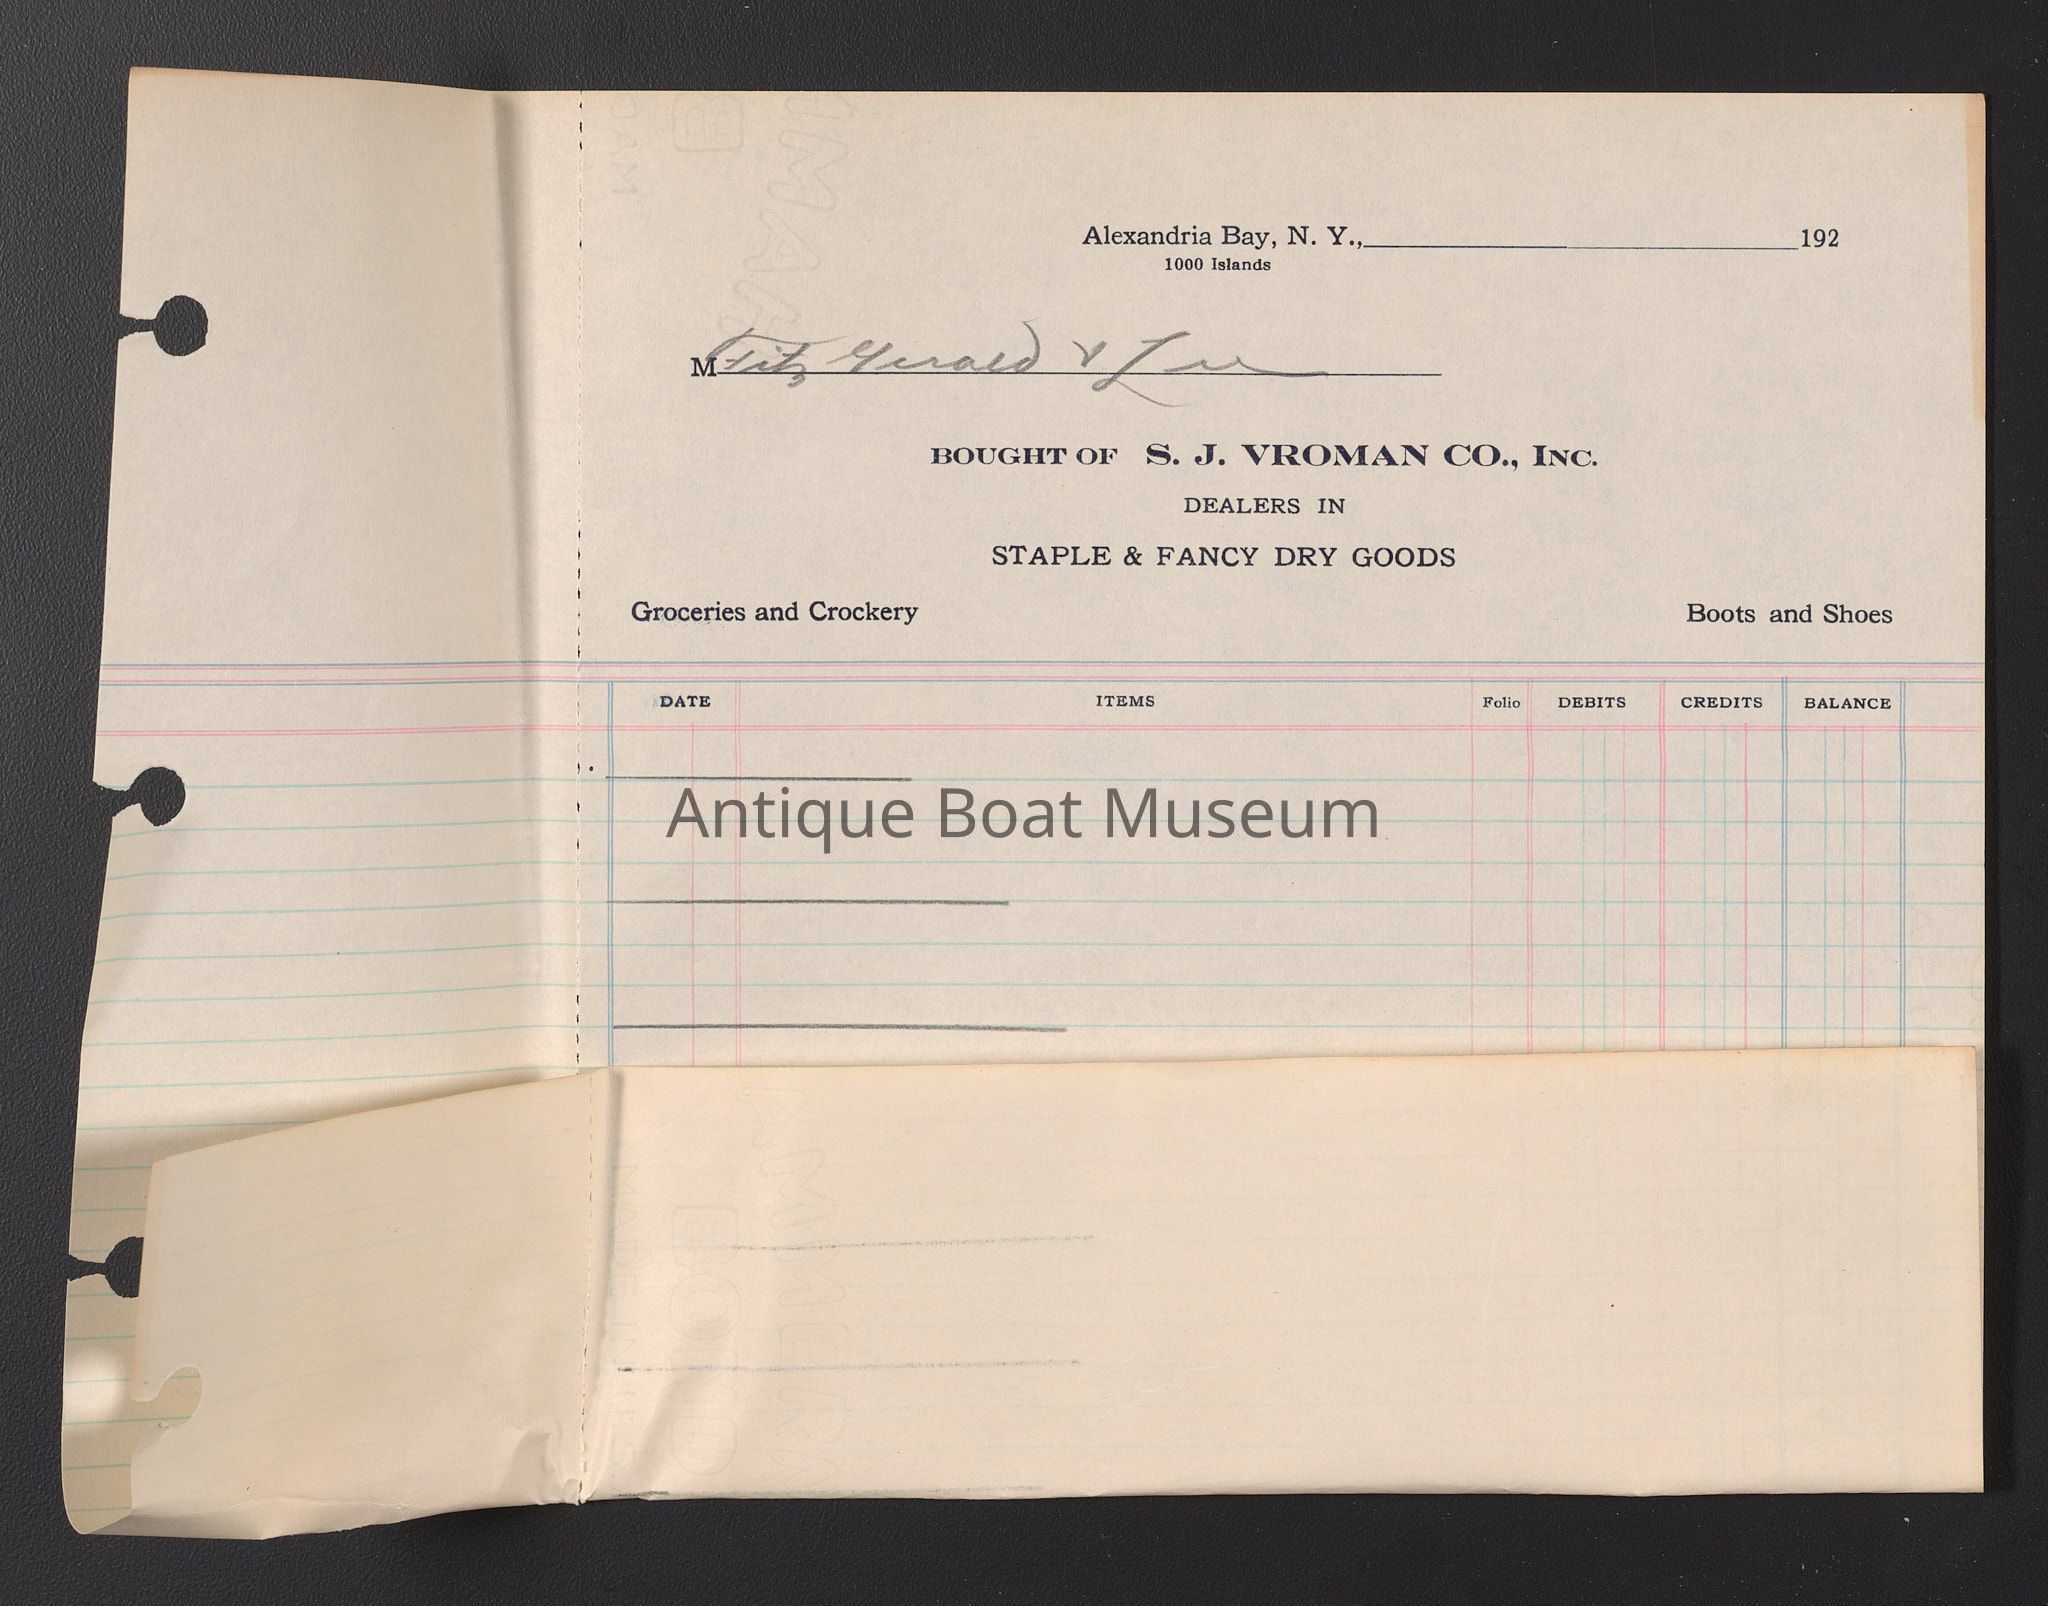 Alexandria Bay, N. Y.,
192
1000 Islands
M Fitz Gerald & Lee
BOUGHT OF S. J. VROMAN CO., INC.
DEALERS IN
STAPLE & FANCY DRY GOODS
Groceries and Crockery
Boots and Shoes
DATE ITEMS Folio DEBITS CREDITS BALANCE
Antique Boat Museum